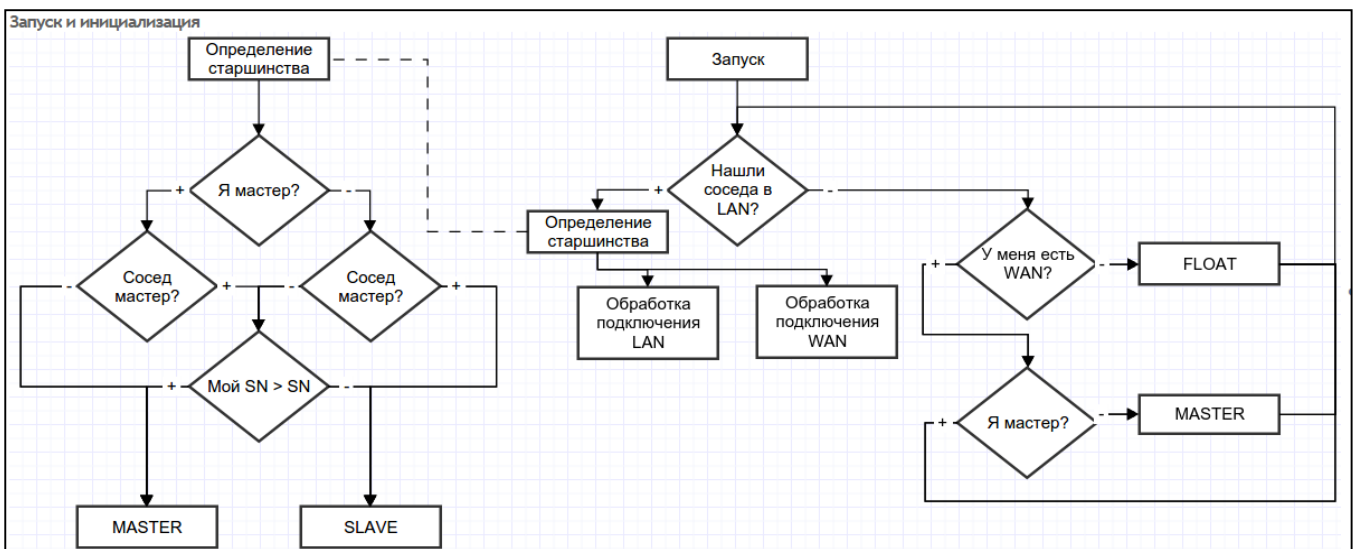 Запуск и инициализация
Определение
старшинства
Запуск
Я мастер?
+
-
Нашли
соседа в
LAN?
+
-
Определение
старшинства
Сосед
мастер?
-
+
Сосед
мастер?
-
+
У меня есть
WAN?
+
-
FLOAT
Обработка
подключения
LAN
Обработка
подключения
WAN
Мой SN > SN
+
-
Я мастер?
+
-
MASTER
MASTER
SLAVE